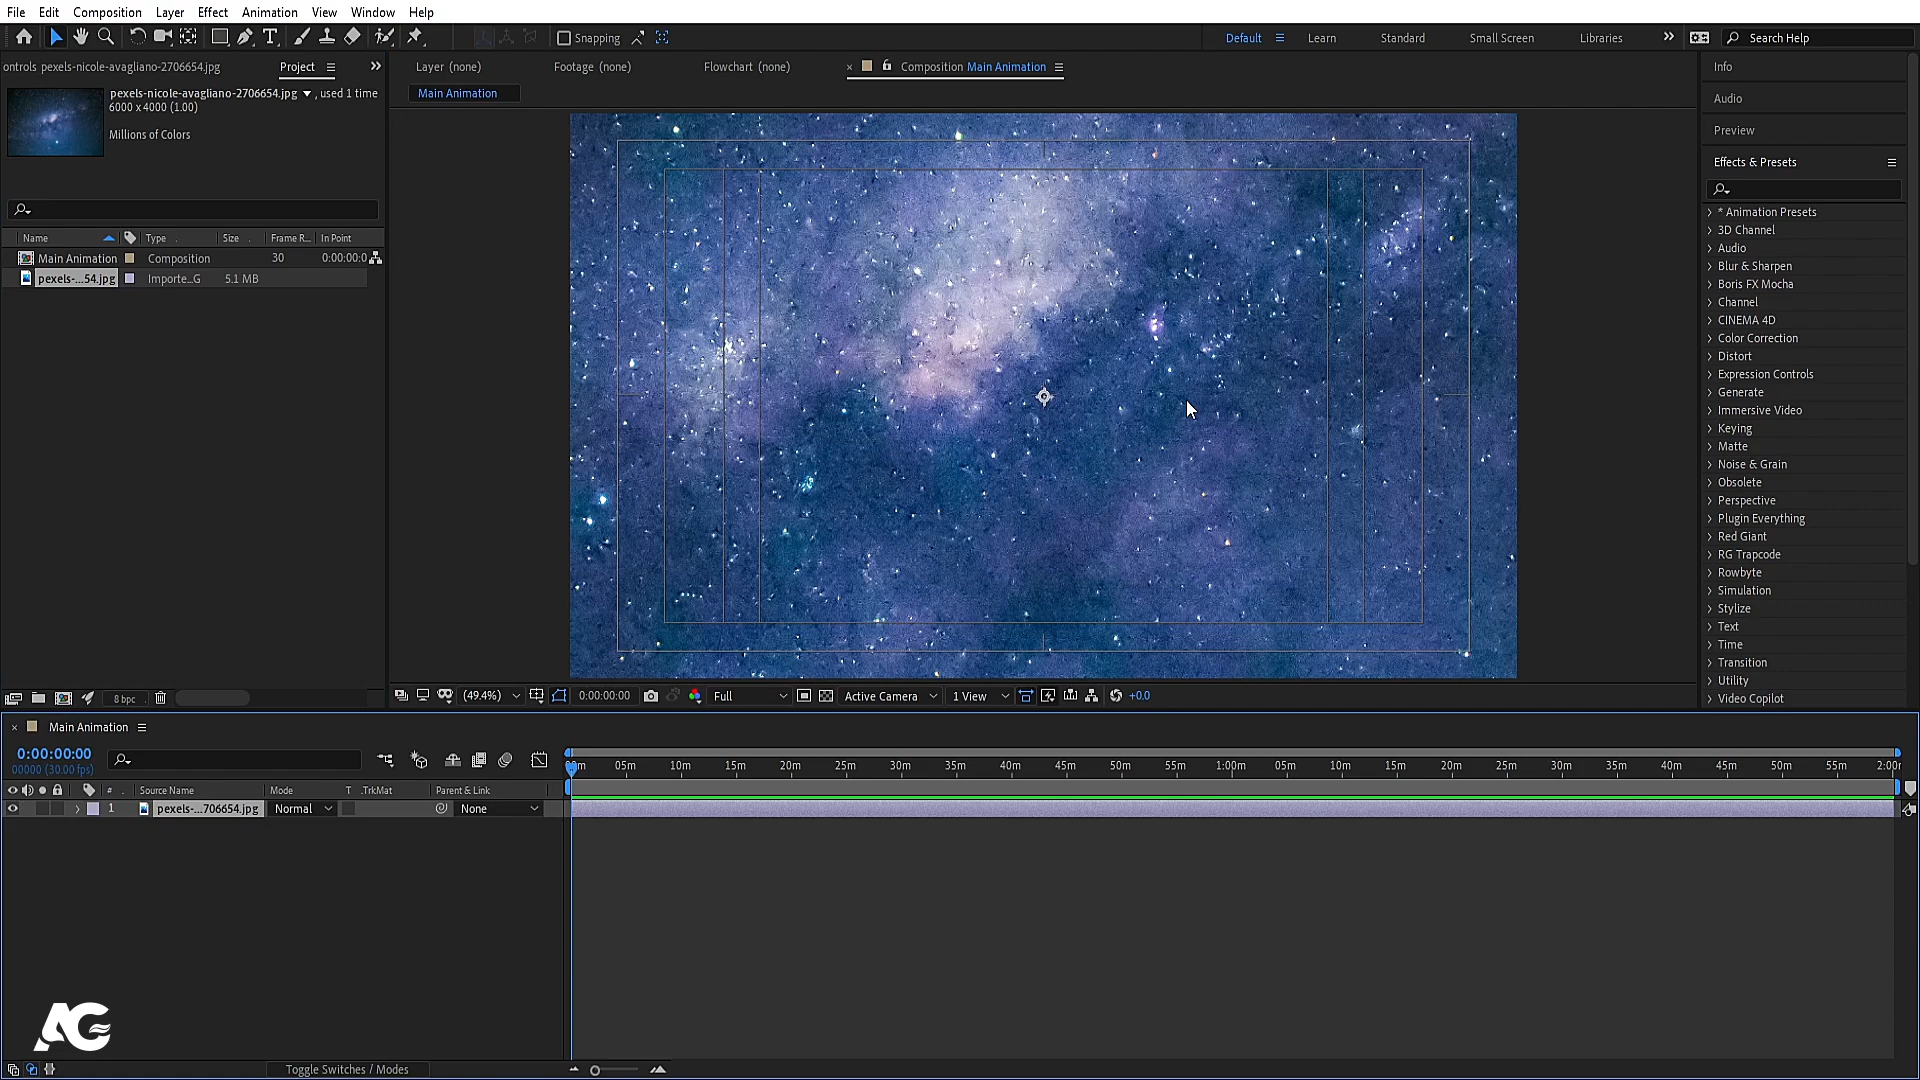 File Edit Composition Layer Effect Animation View Window Help
Snapping
Default Learn Standard Small Screen Libraries Search Help
ontrols pexels-nicole-avagliano-2706654.jpg Project
Layer (none) Footage (none) Flowchart (none) Composition Main Animation
Main Animation
pexels-nicole-avagliano-2706654.jpg , used 1 time
6000 x 4000 (1.00)
Millions of Colors
Name Type Size Frame R... In Point
Main Animation Composition 30 0:00:00:0
pexels-...54.jpg Importe...G 5.1 MB
8 bpc
(49.4%) 0:00:00:00 Full Active Camera 1 View +0.0
Info
Audio
Preview
Effects & Presets
* Animation Presets
3D Channel
Audio
Blur & Sharpen
Boris FX Mocha
Channel
CINEMA 4D
Color Correction
Distort
Expression Controls
Generate
Immersive Video
Keying
Matte
Noise & Grain
Obsolete
Perspective
Plugin Everything
Red Giant
RG Trapcode
Rowbyte
Simulation
Stylize
Text
Time
Transition
Utility
Video Copilot
Main Animation
0:00:00:00
00000 (30.00 fps)
05m 10m 15m 20m 25m 30m 35m 40m 45m 50m 55m 1:00m 05m 10m 15m 20m 25m 30m 35m 40m 45m 50m 55m 2:00
# Source Name Mode T .TrkMat Parent & Link
1 pexels-...706654.jpg Normal None
AG
Toggle Switches / Modes